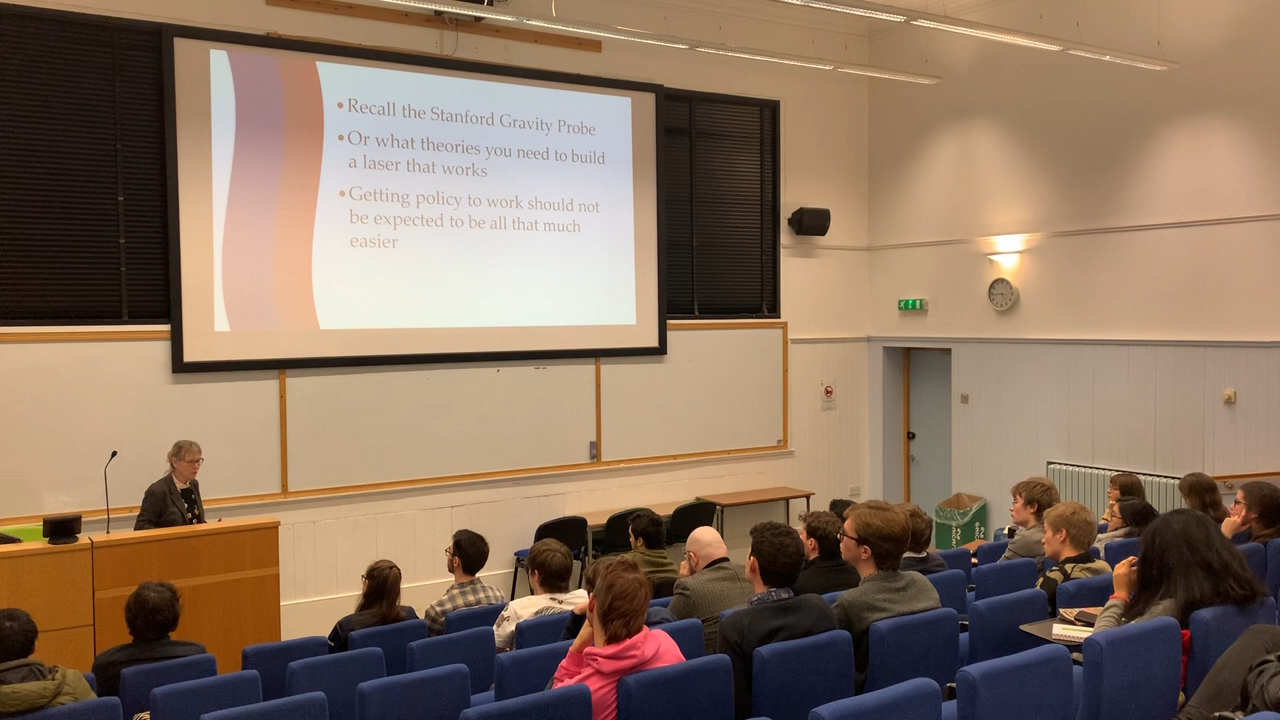 •Recall the Stanford Gravity Probe
•Or what theories you need to build
a laser that works
•Getting policy to work should not
be expected to be all that much
easier